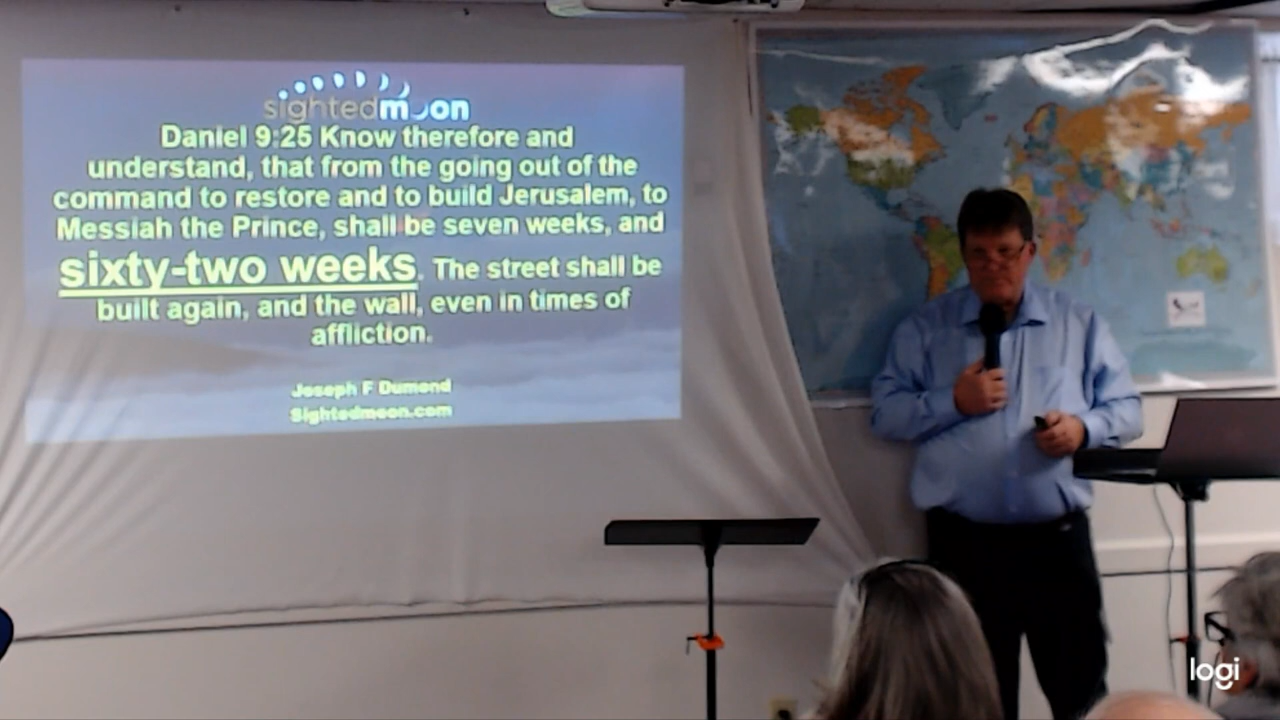 sightedmoon
Daniel 9:25 Know therefore and
understand, that from the going out of the
command to restore and to build Jerusalem, to
Messiah the Prince, shall be seven weeks, and
sixty-two weeks. The street shall be
built again, and the wall, even in times of
affliction.
Joseph F Dumond
Sightedmoon.com
logi